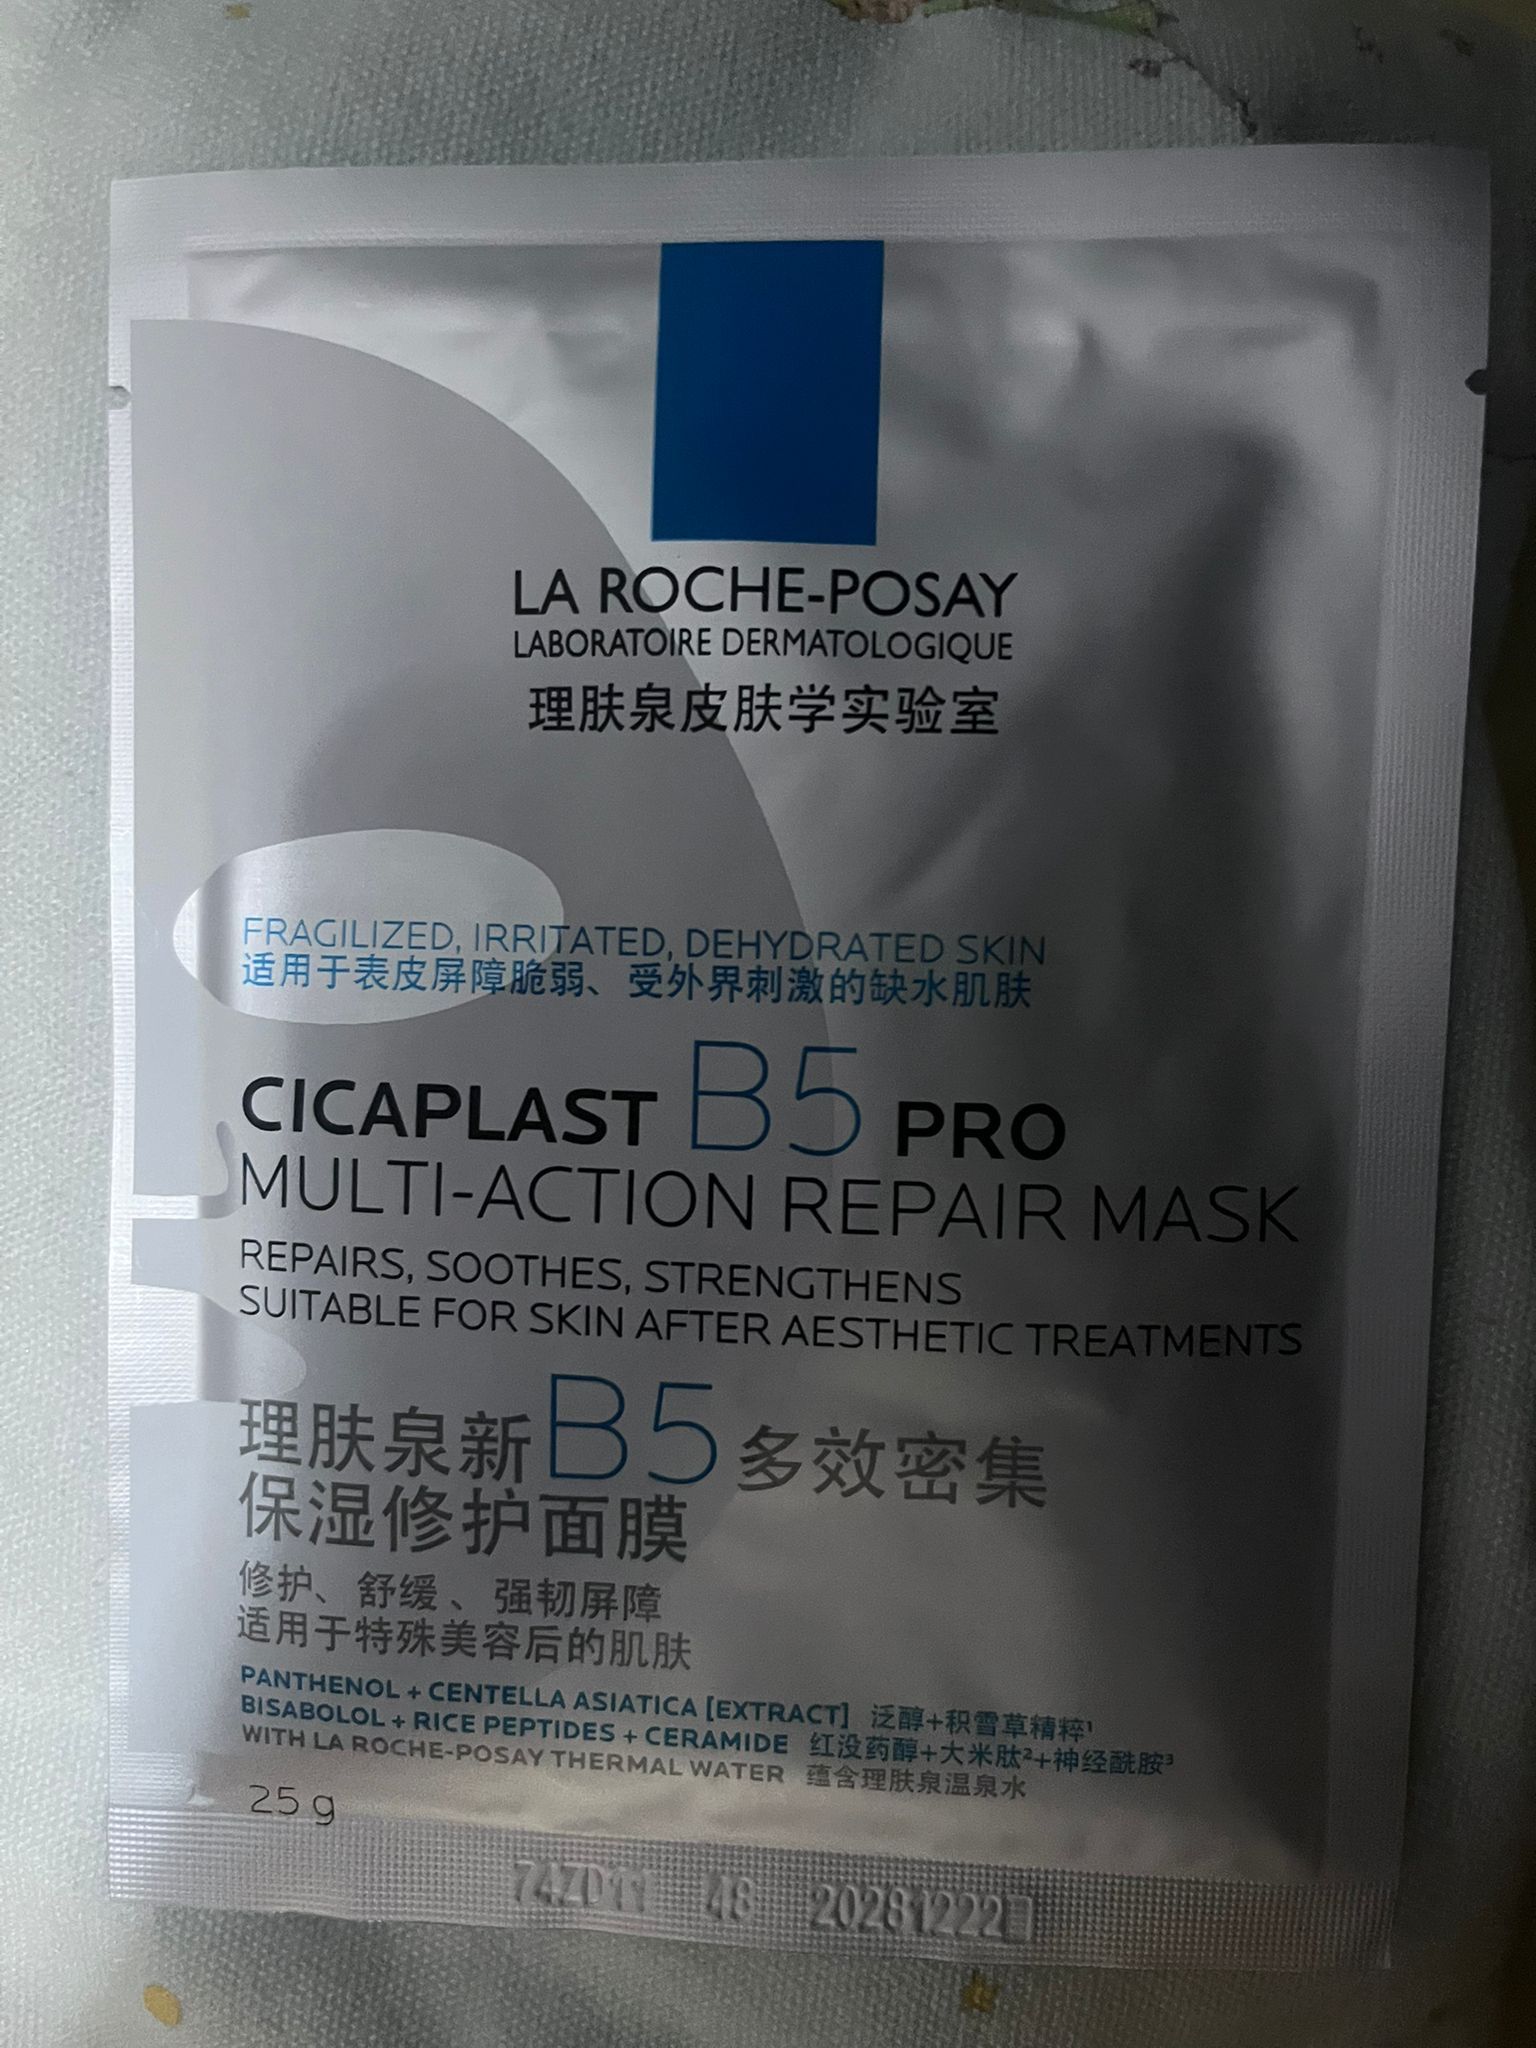 LA ROCHE-POSAY
LABORATOIRE DERMATOLOGIQUE
理肤泉皮肤学实验室
FRAGILIZED, IRRITATED, DEHYDRATED SKIN
适用于表皮屏障脆弱、受外界刺激的缺水肌肤
CICAPLAST B5 PRO
MULTI-ACTION REPAIR MASK
REPAIRS, SOOTHES, STRENGTHENS
SUITABLE FOR SKIN AFTER AESTHETIC TREATMENTS
理肤泉新B5多效密集
保湿修护面膜
修护、舒缓、强韧屏障
适用于特殊美容后的肌肤
PANTHENOL + CENTELLA ASIATICA [EXTRACT] 泛醇+积雪草精粹¹
BISABOLOL + RICE PEPTIDES + CERAMIDE 红没药醇+大米肽²+神经酰胺³
WITH LA ROCHE-POSAY THERMAL WATER 蕴含理肤泉温泉水
25 g
48 20281222